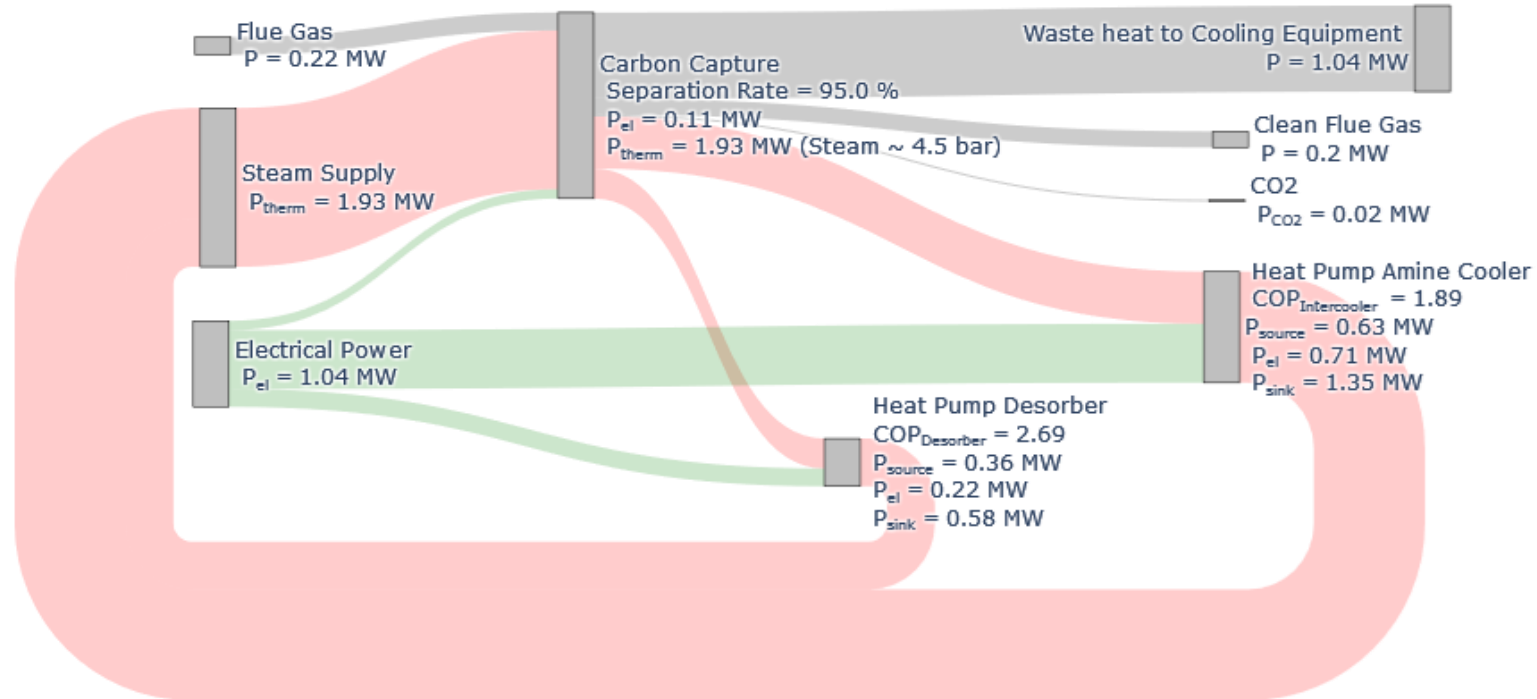 Flue Gas
P = 0.22 MW
Steam Supply
Ptherm = 1.93 MW
Electrical Power
Pel = 1.04 MW
Carbon Capture
Separation Rate = 95.0 %
Pel = 0.11 MW
Ptherm = 1.93 MW (Steam ~ 4.5 bar)
Waste heat to Cooling Equipment
P = 1.04 MW
Clean Flue Gas
P = 0.2 MW
CO2
PCO2 = 0.02 MW
Heat Pump Amine Cooler
COPIntercooler = 1.89
Psource = 0.63 MW
Pel = 0.71 MW
Psink = 1.35 MW
Heat Pump Desorber
COPDesorber = 2.69
Psource = 0.36 MW
Pel = 0.22 MW
Psink = 0.58 MW